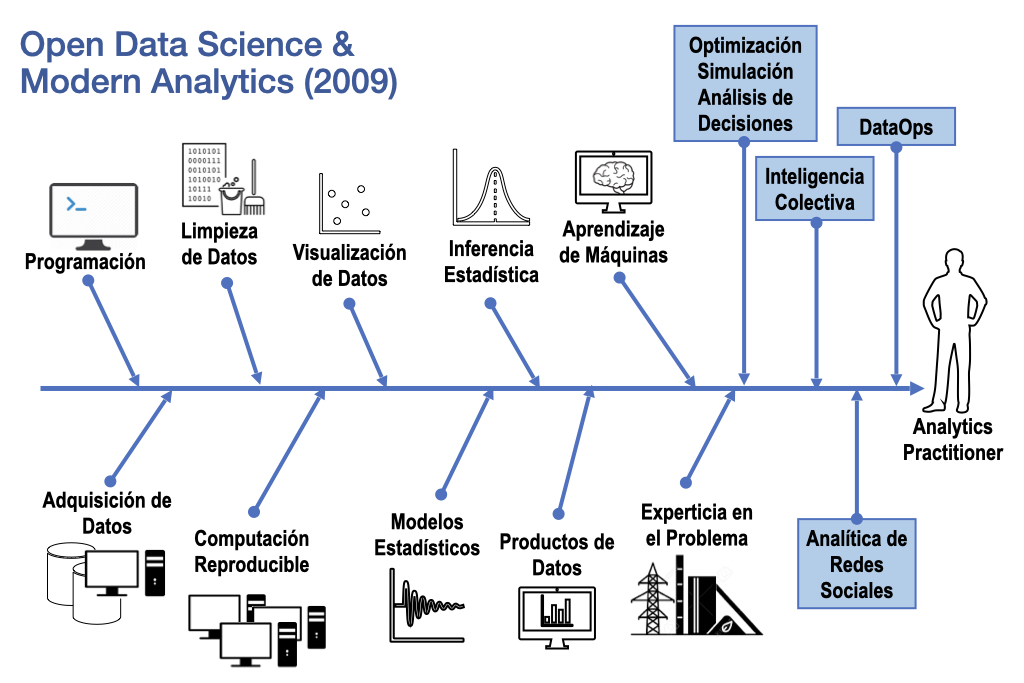 Open Data Science &
Modern Analytics (2009)
Optimización
Simulación
Análisis de
Decisiones
DataOps
Inteligencia
Colectiva
1010101
0000111
0010101
1010010
10111
10010
>_
Programación
Limpieza
de Datos
Visualización
de Datos
Inferencia
Estadística
Aprendizaje
de Máquinas
Analytics
Practitioner
Adquisición de
Datos
Computación
Reproducible
Modelos
Estadísticos
Productos de
Datos
Experticia en
el Problema
Analítica de
Redes
Sociales